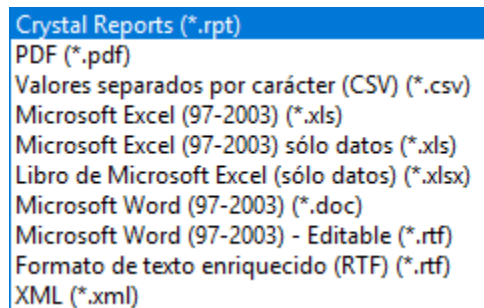 Crystal Reports (*.rpt)
PDF (*.pdf)
Valores separados por carácter (CSV) (*.csv)
Microsoft Excel (97-2003) (*.xls)
Microsoft Excel (97-2003) sólo datos (*.xls)
Libro de Microsoft Excel (sólo datos) (*.xlsx)
Microsoft Word (97-2003) (*.doc)
Microsoft Word (97-2003) - Editable (*.rtf)
Formato de texto enriquecido (RTF) (*.rtf)
XML (*.xml)